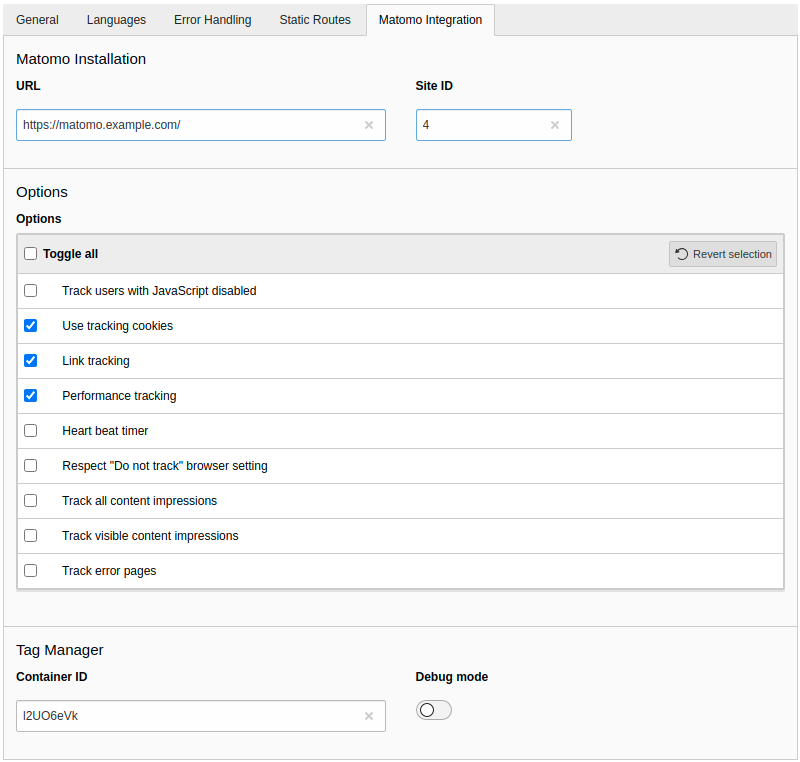 General Languages Error Handling Static Routes Matomo Integration
Matomo Installation
URL Site ID
https://matomo.example.com/ 4
Options
Options
Toggle all Revert selection
Track users with JavaScript disabled
Use tracking cookies
Link tracking
Performance tracking
Heart beat timer
Respect "Do not track" browser setting
Track all content impressions
Track visible content impressions
Track error pages
Tag Manager
Container ID Debug mode
I2UO6eVk